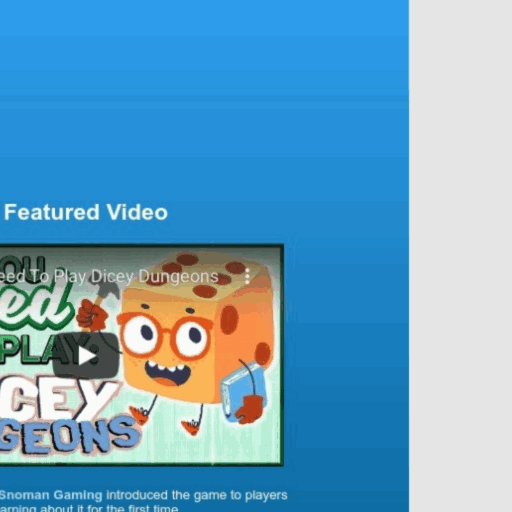 Featured Video
eed To Play Dicey Dungeons
OU
ed
PLAY
CEY
GEONS
Snoman Gaming introduced the game to players
arning about it for the first time